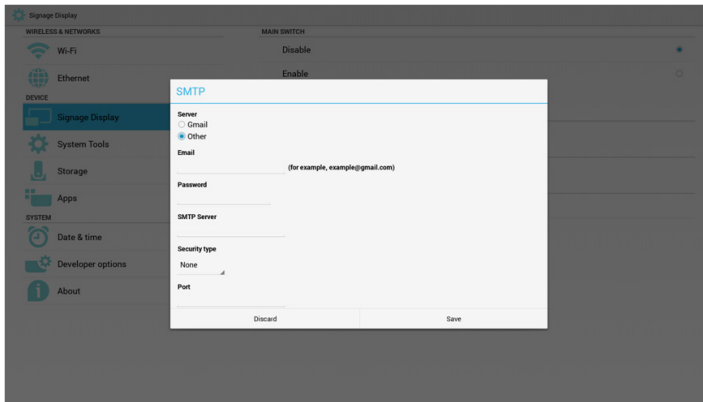 Signage Display
WIRELESS & NETWORKS
Wi-Fi
Ethernet
DEVICE
Signage Display
System Tools
Storage
Apps
SYSTEM
Date & time
Developer options
About
MAIN SWITCH
Disable
Enable
SMTP
Server
Gmail
Other
Email
(for example, example@gmail.com)
Password
SMTP Server
Security type
None
Port
Discard
Save